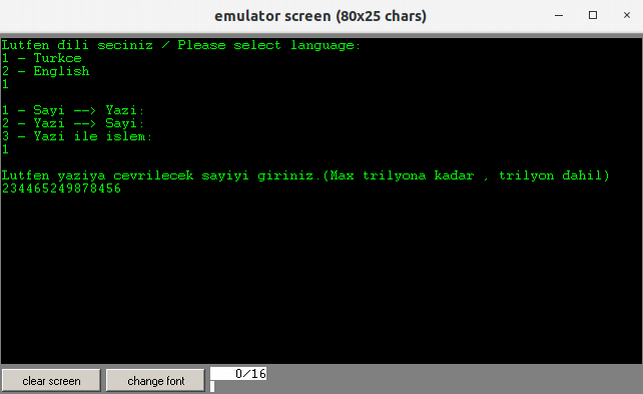 emulator screen (80x25 chars)
Lutfen dili seciniz / Please select language:
1 - Turkce
2 - English
1
1 - Sayi --> Yazi:
2 - Yazi --> Sayi:
3 - Yazi ile islem:
1
Lutfen yaziya cevrilecek sayiyi giriniz.(Max trilyona kadar , trilyon dahil)
234465249878456
clear screen change font 0/16